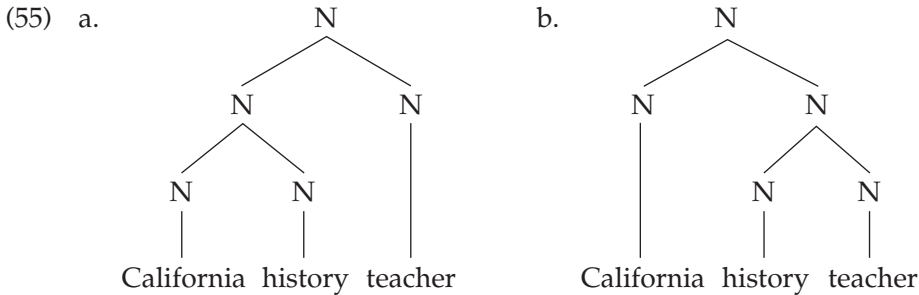 (55) a. N b. N
N N N N
N N N N
California history teacher California history teacher